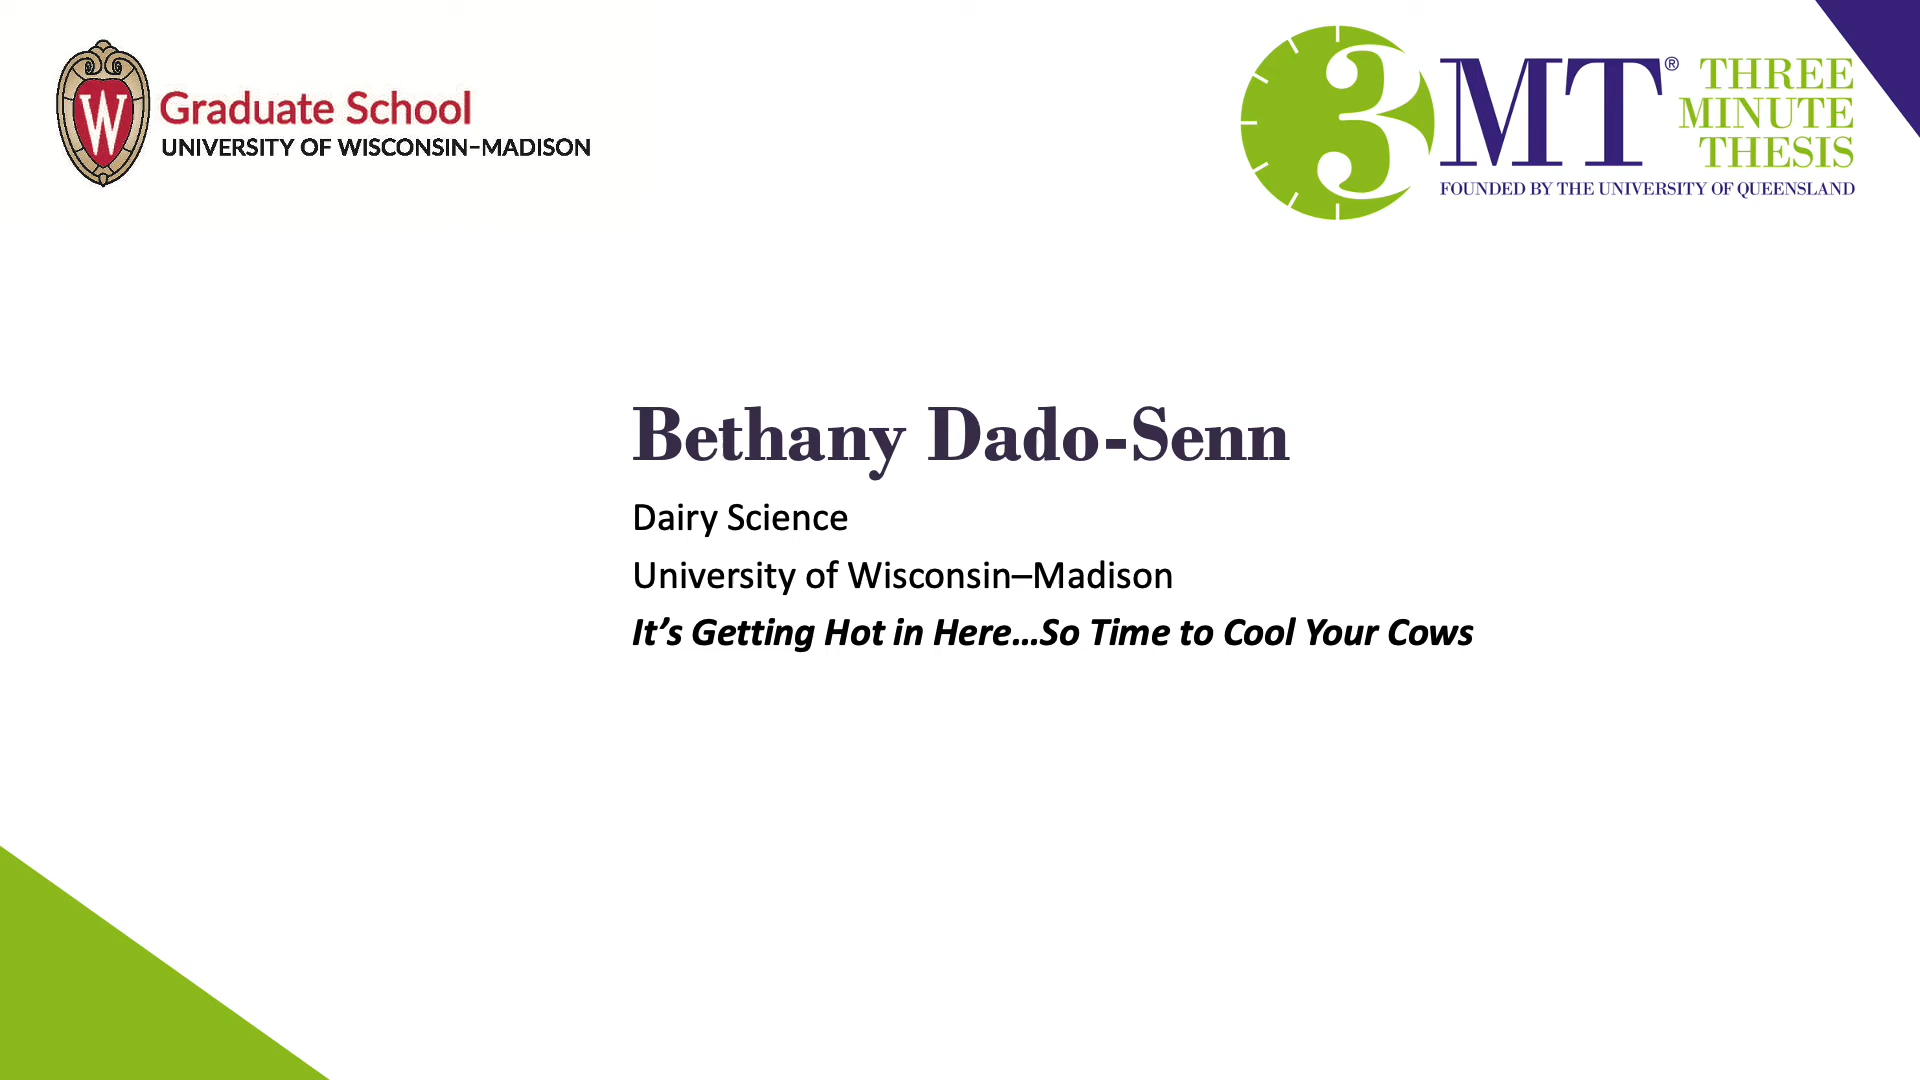 W
Graduate School
UNIVERSITY OF WISCONSIN–MADISON
3MT® THREE
MINUTE
THESIS
FOUNDED BY THE UNIVERSITY OF QUEENSLAND
Bethany Dado-Senn
Dairy Science
University of Wisconsin–Madison
It’s Getting Hot in Here…So Time to Cool Your Cows